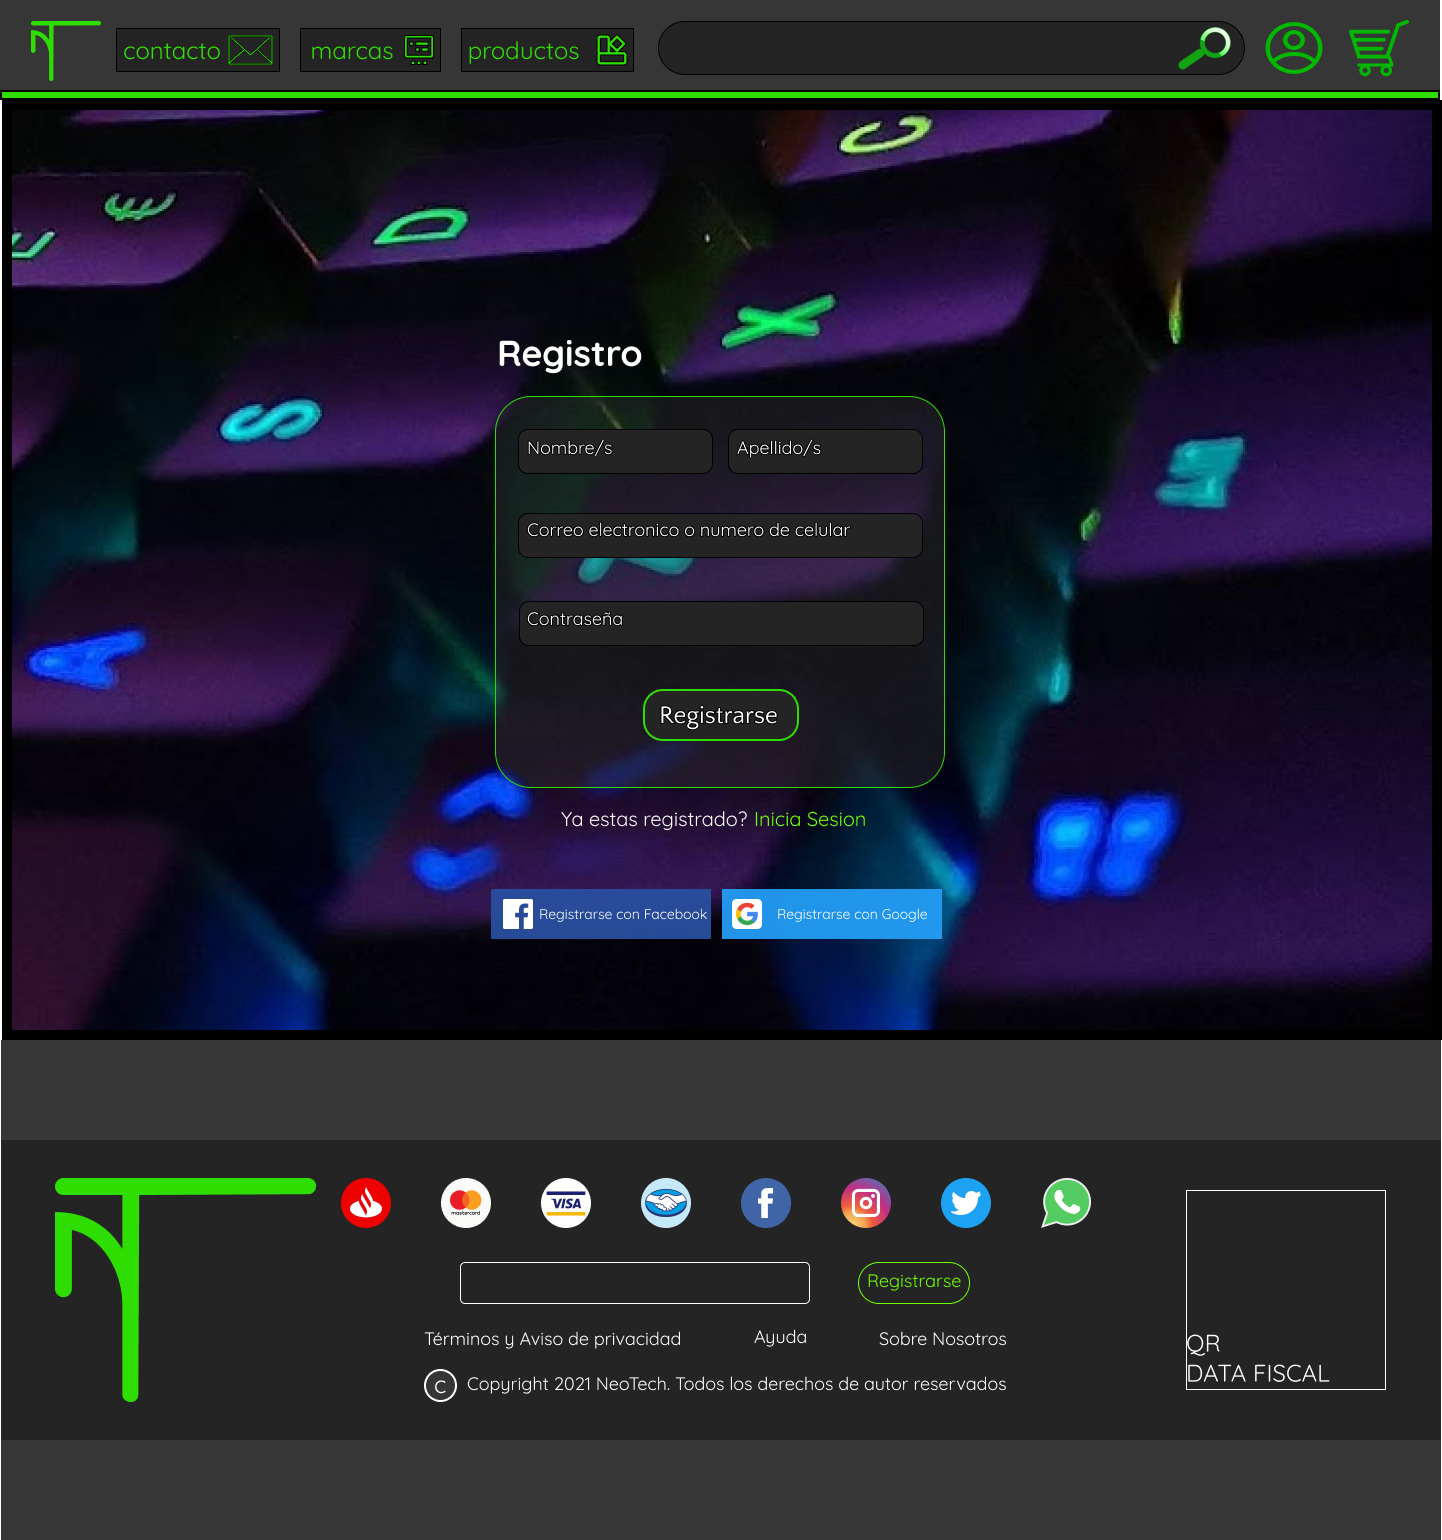 contacto
marcas
productos
Registro
Nombre/s
Apellido/s
Correo electronico o numero de celular
Contraseña
Registrarse
Ya estas registrado? Inicia Sesion
Registrarse con Facebook
Registrarse con Google
mastercard
VISA
Registrarse
Términos y Aviso de privacidad
Ayuda
Sobre Nosotros
C Copyright 2021 NeoTech. Todos los derechos de autor reservados
QR
DATA FISCAL
E
D
C
X
S
A